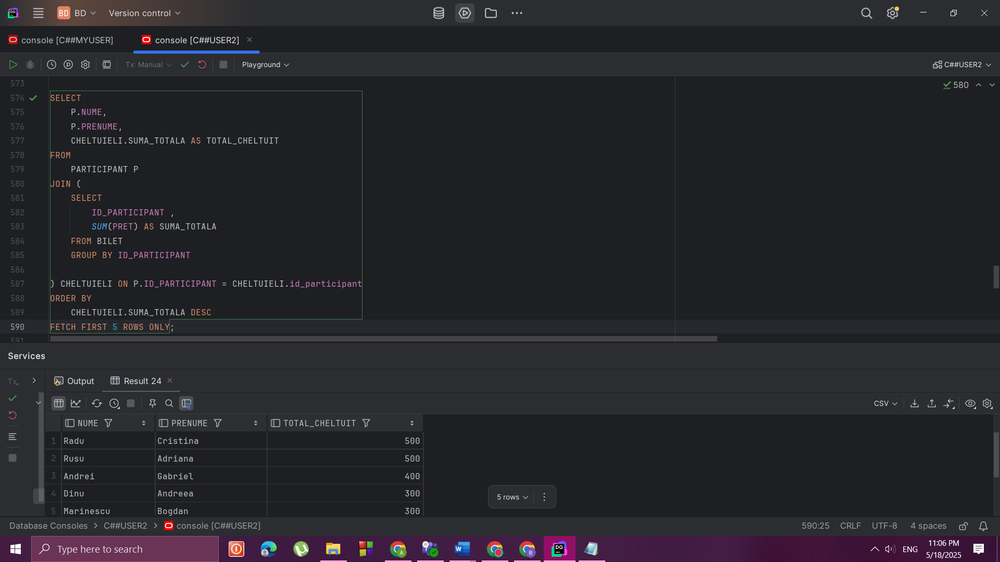 BD BD Version control
console [C##MYUSER] console [C##USER2]
Tx: Manual Playground C##USER2
580
573
574 SELECT
575 P.NUME,
576 P.PRENUME,
577 CHELTUIELI.SUMA_TOTALA AS TOTAL_CHELTUIT
578 FROM
579 PARTICIPANT P
580 JOIN (
581 SELECT
582 ID_PARTICIPANT ,
583 SUM(PRET) AS SUMA_TOTALA
584 FROM BILET
585 GROUP BY ID_PARTICIPANT
586
587 ) CHELTUIELI ON P.ID_PARTICIPANT = CHELTUIELI.id_participant
588 ORDER BY
589 CHELTUIELI.SUMA_TOTALA DESC
590 FETCH FIRST 5 ROWS ONLY;
591
Services
Tx Output Result 24
CSV
NUME PRENUME TOTAL_CHELTUIT
1 Radu Cristina 500
2 Rusu Adriana 500
3 Andrei Gabriel 400
4 Dinu Andreea 300
5 Marinescu Bogdan 300
5 rows
Database Consoles > C##USER2 > console [C##USER2] 590:25 CRLF UTF-8 4 spaces
Type here to search ENG
11:06 PM
5/18/2025